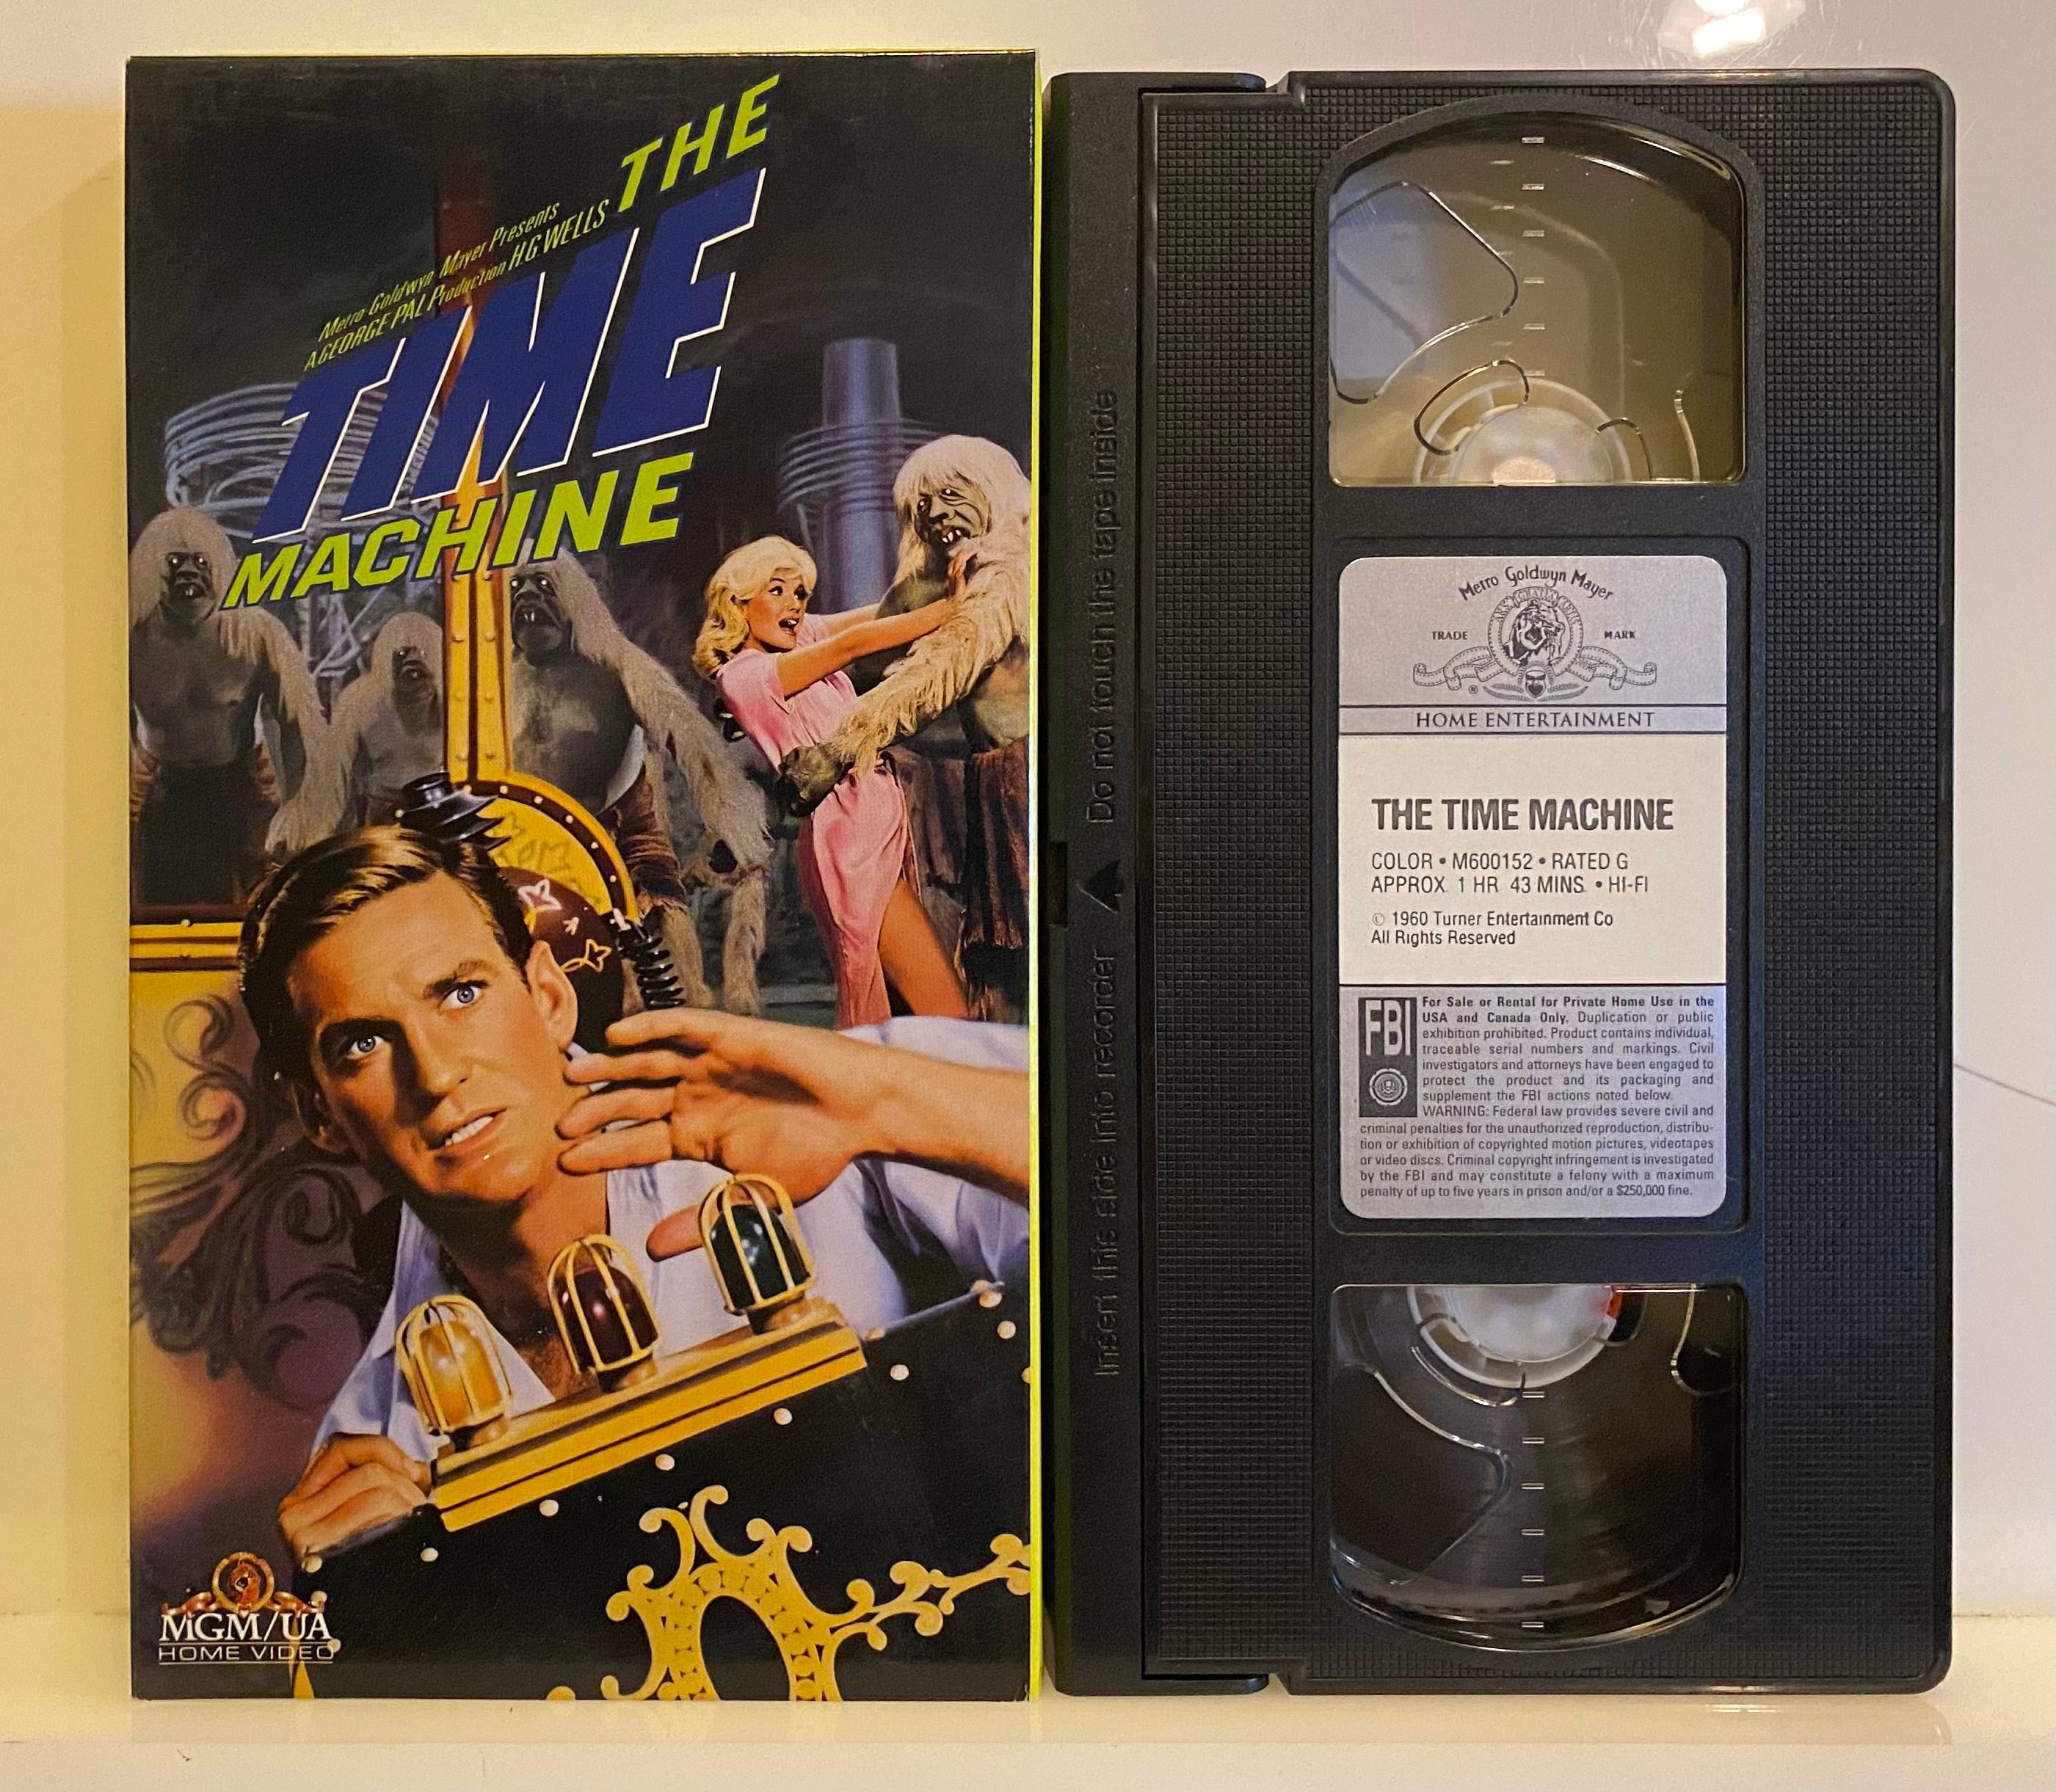 THE
Metro-Goldwyn-Mayer Presents
A GEORGE PAL Production H.G. WELLS
TIME
MACHINE
MGM/UA
HOME VIDEO
Do not touch the tape inside
Insert this side into recorder
Metro Goldwyn Mayer
ARS GRATIA ARTIS
TRADE MARK
®
HOME ENTERTAINMENT
THE TIME MACHINE
COLOR • M600152 • RATED G
APPROX. 1 HR. 43 MINS. • HI-FI
© 1960 Turner Entertainment Co
All Rights Reserved
FBI
For Sale or Rental for Private Home Use in the
USA and Canada Only. Duplication or public
exhibition prohibited. Product contains individual,
traceable serial numbers and markings. Civil
investigators and attorneys have been engaged to
protect the product and its packaging and
supplement the FBI actions noted below.
WARNING: Federal law provides severe civil and
criminal penalties for the unauthorized reproduction, distribu-
tion or exhibition of copyrighted motion pictures, videotapes
or video discs. Criminal copyright infringement is investigated
by the FBI and may constitute a felony with a maximum
penalty of up to five years in prison and/or a $250,000 fine.